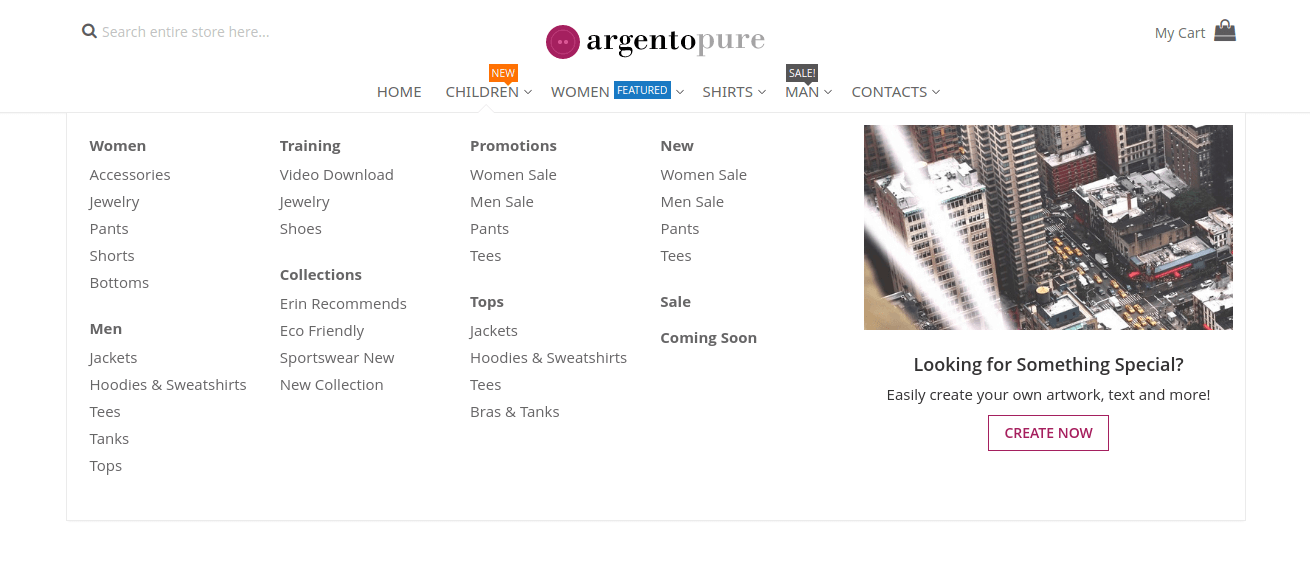 Search entire store here...
argentopure
My Cart
NEW
SALE!
HOME CHILDREN WOMEN FEATURED SHIRTS MAN CONTACTS
Women
Accessories
Jewelry
Pants
Shorts
Bottoms
Men
Jackets
Hoodies & Sweatshirts
Tees
Tanks
Tops
Training
Video Download
Jewelry
Shoes
Collections
Erin Recommends
Eco Friendly
Sportswear New
New Collection
Promotions
Women Sale
Men Sale
Pants
Tees
Tops
Jackets
Hoodies & Sweatshirts
Tees
Bras & Tanks
New
Women Sale
Men Sale
Pants
Tees
Sale
Coming Soon
Looking for Something Special?
Easily create your own artwork, text and more!
CREATE NOW